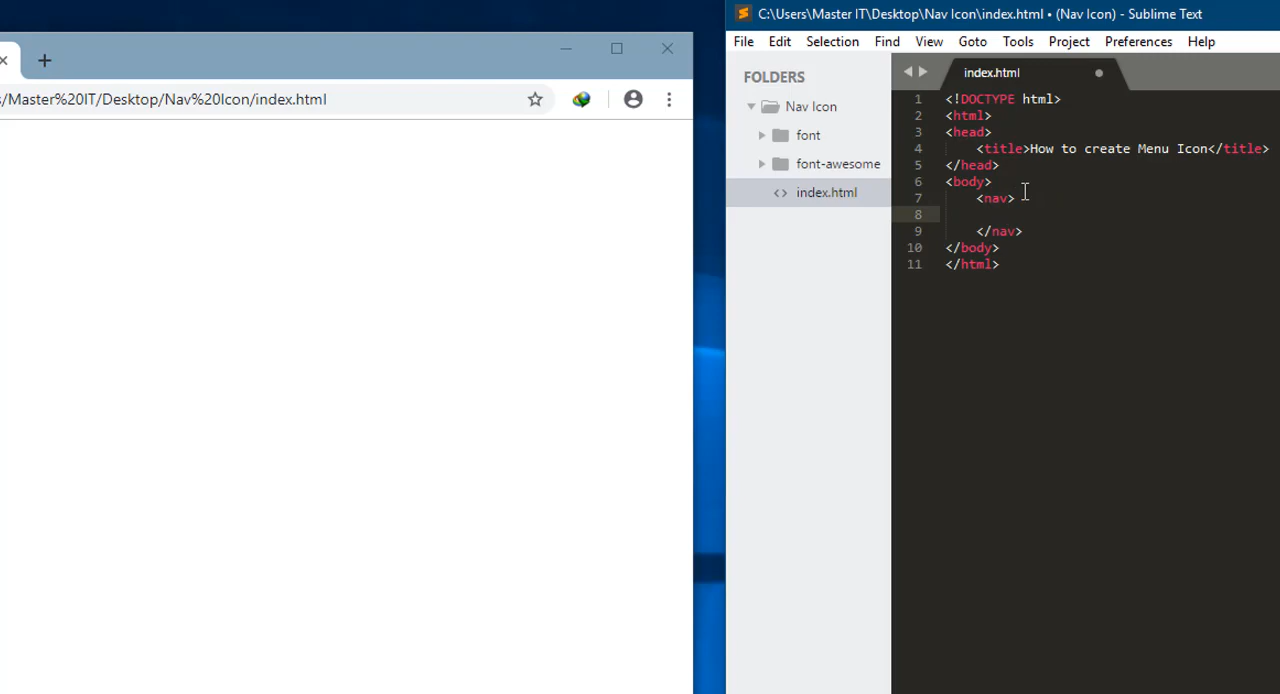 C:\Users\Master IT\Desktop\Nav Icon\index.html • (Nav Icon) - Sublime Text
File Edit Selection Find View Goto Tools Project Preferences Help
s/Master%20IT/Desktop/Nav%20Icon/index.html
FOLDERS
Nav Icon
font
font-awesome
<> index.html
index.html
1 <!DOCTYPE html>
2 <html>
3 <head>
4 <title>How to create Menu Icon</title>
5 </head>
6 <body>
7 <nav>
8
9 </nav>
10 </body>
11 </html>